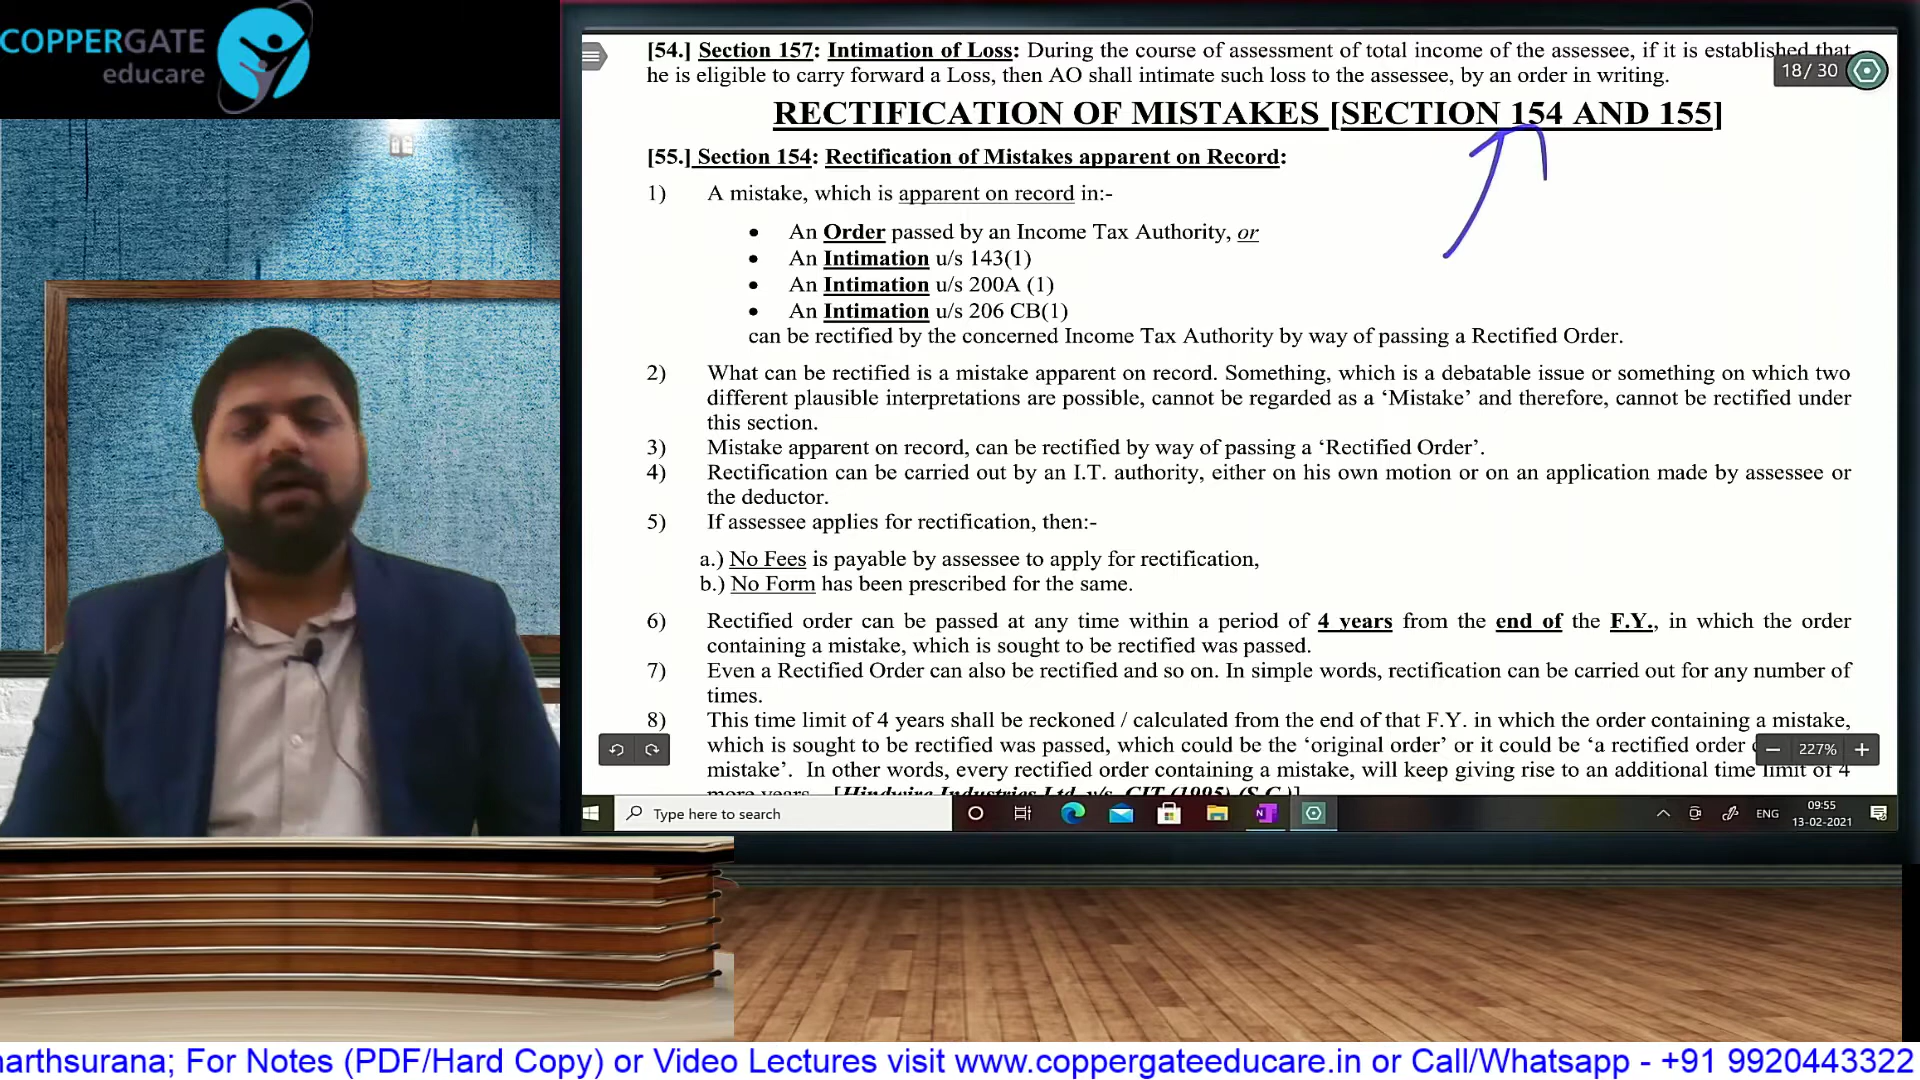 COPPERGATE
educare
[54.] Section 157: Intimation of Loss: During the course of assessment of total income of the assessee, if it is established that
he is eligible to carry forward a Loss, then AO shall intimate such loss to the assessee, by an order in writing.
18/ 30
RECTIFICATION OF MISTAKES [SECTION 154 AND 155]
[55.] Section 154: Rectification of Mistakes apparent on Record:
1) A mistake, which is apparent on record in:-
• An Order passed by an Income Tax Authority, or
• An Intimation u/s 143(1)
• An Intimation u/s 200A (1)
• An Intimation u/s 206 CB(1)
can be rectified by the concerned Income Tax Authority by way of passing a Rectified Order.
2) What can be rectified is a mistake apparent on record. Something, which is a debatable issue or something on which two
different plausible interpretations are possible, cannot be regarded as a ‘Mistake’ and therefore, cannot be rectified under
this section.
3) Mistake apparent on record, can be rectified by way of passing a ‘Rectified Order’.
4) Rectification can be carried out by an I.T. authority, either on his own motion or on an application made by assessee or
the deductor.
5) If assessee applies for rectification, then:-
a.) No Fees is payable by assessee to apply for rectification,
b.) No Form has been prescribed for the same.
6) Rectified order can be passed at any time within a period of 4 years from the end of the F.Y., in which the order
containing a mistake, which is sought to be rectified was passed.
7) Even a Rectified Order can also be rectified and so on. In simple words, rectification can be carried out for any number of
times.
8) This time limit of 4 years shall be reckoned / calculated from the end of that F.Y. in which the order containing a mistake,
which is sought to be rectified was passed, which could be the ‘original order’ or it could be ‘a rectified order
mistake’. In other words, every rectified order containing a mistake, will keep giving rise to an additional time limit of 4
more years. [Hindwire Industries Ltd. v/s. CIT (1995) (S.C.)]
227%
Type here to search
ENG
09:55
13-02-2021
narthsurana; For Notes (PDF/Hard Copy) or Video Lectures visit www.coppergateeducare.in or Call/Whatsapp - +91 9920443322